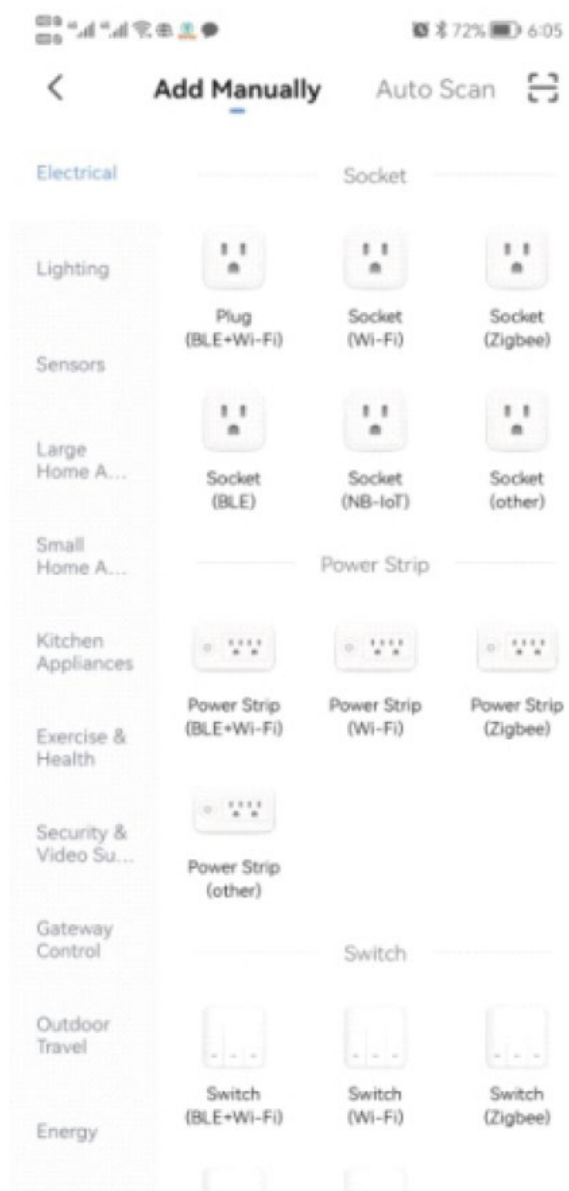 72% 6:05
Add Manually Auto Scan
Electrical
Lighting
Sensors
Large
Home A...
Small
Home A...
Kitchen
Appliances
Exercise &
Health
Security &
Video Su...
Gateway
Control
Outdoor
Travel
Energy
Socket
Plug
(BLE+Wi-Fi)
Socket
(Wi-Fi)
Socket
(Zigbee)
Socket
(BLE)
Socket
(NB-IoT)
Socket
(other)
Power Strip
Power Strip
(BLE+Wi-Fi)
Power Strip
(Wi-Fi)
Power Strip
(Zigbee)
Power Strip
(other)
Switch
Switch
(BLE+Wi-Fi)
Switch
(Wi-Fi)
Switch
(Zigbee)